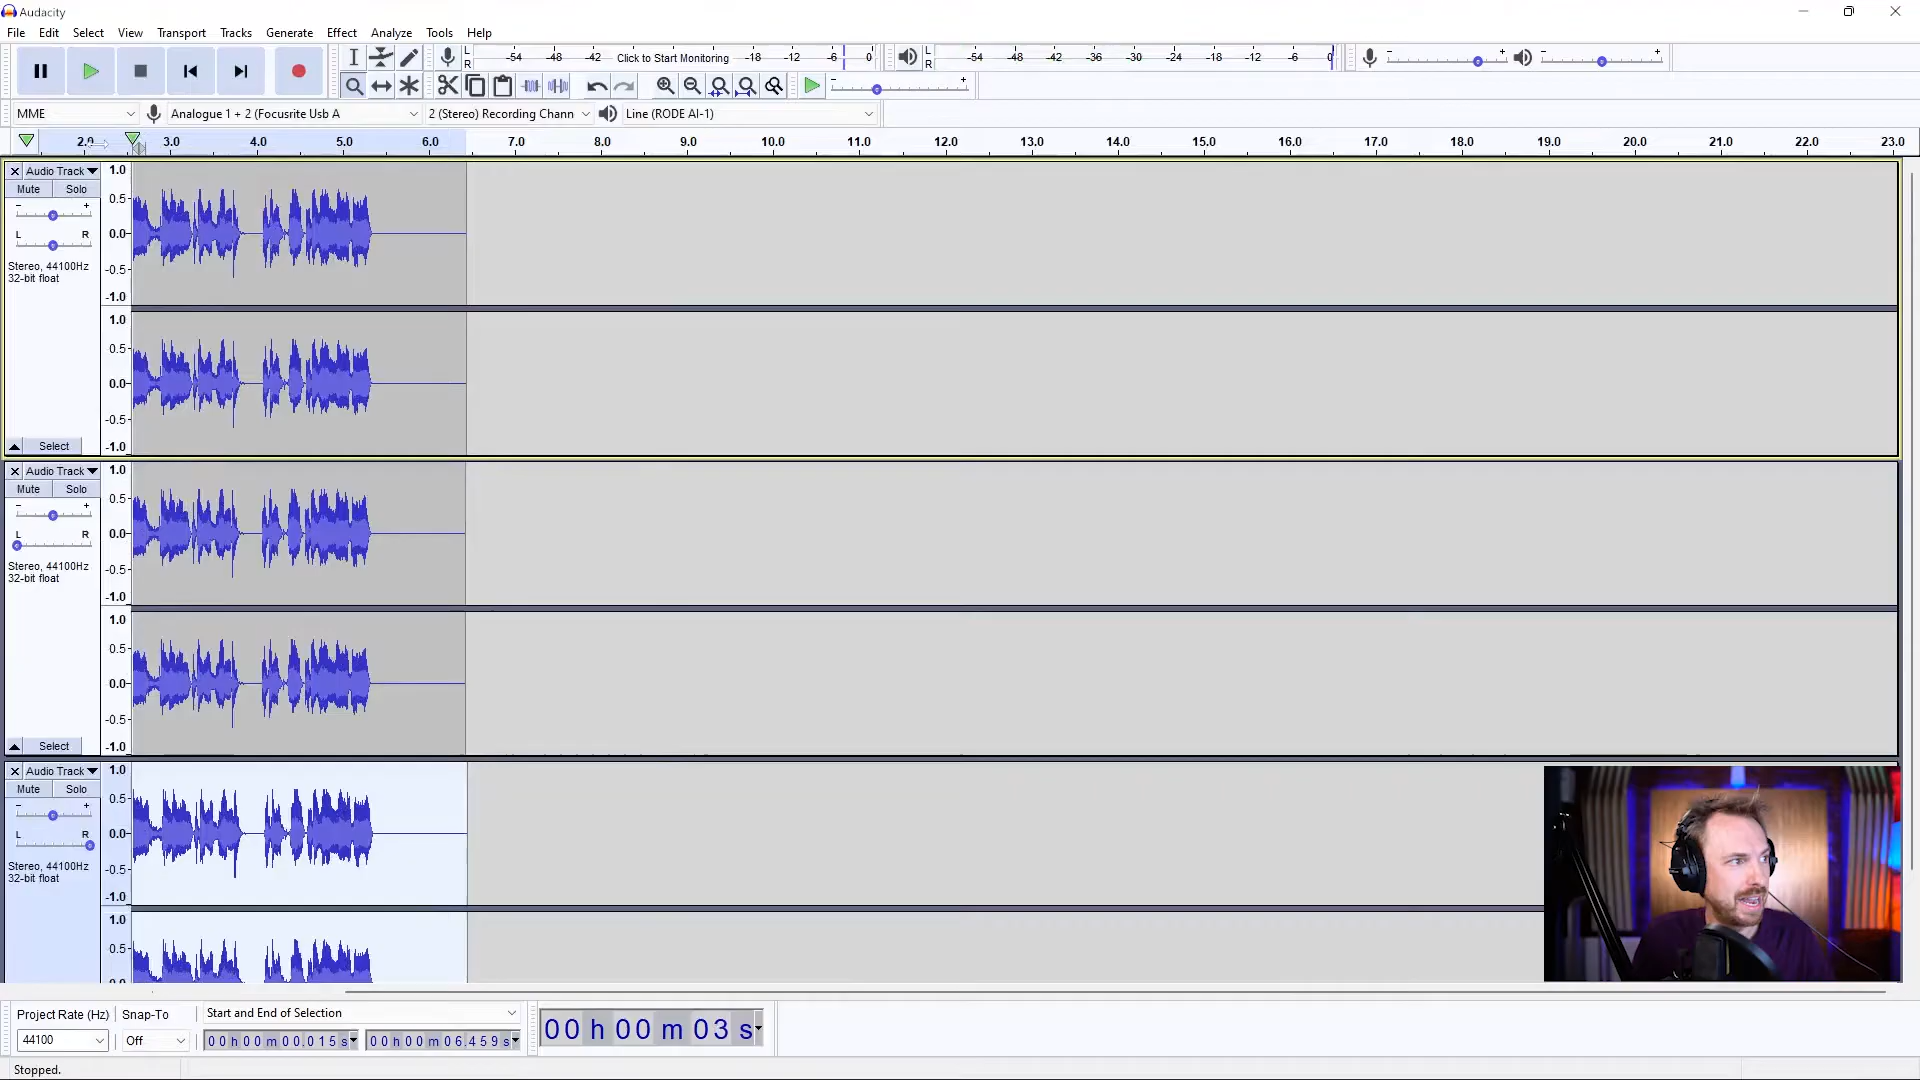 Audacity
File Edit Select View Transport Tracks Generate Effect Analyze Tools Help
L R -54 -48 -42 Click to Start Monitoring -18 -12 -6 0 L R -54 -48 -42 -36 -30 -24 -18 -12 -6 0 - + - +
- +
MME Analogue 1 + 2 (Focusrite Usb A 2 (Stereo) Recording Chann Line (RODE AI-1)
2.0 3.0 4.0 5.0 6.0 7.0 8.0 9.0 10.0 11.0 12.0 13.0 14.0 15.0 16.0 17.0 18.0 19.0 20.0 21.0 22.0 23.0
Audio Track 1.0
Mute Solo
- + 0.5
L R 0.0
Stereo, 44100Hz -0.5
32-bit float
-1.0
1.0
0.5
0.0
-0.5
Select -1.0
Audio Track 1.0
Mute Solo
- + 0.5
L R 0.0
Stereo, 44100Hz -0.5
32-bit float
-1.0
1.0
0.5
0.0
-0.5
Select -1.0
Audio Track 1.0
Mute Solo
- + 0.5
L R 0.0
Stereo, 44100Hz -0.5
32-bit float
-1.0
1.0
0.5
0.0
Project Rate (Hz) Snap-To Start and End of Selection
44100 Off 00h00m00.015s 00h00m06.459s 00h00m03s
Stopped.